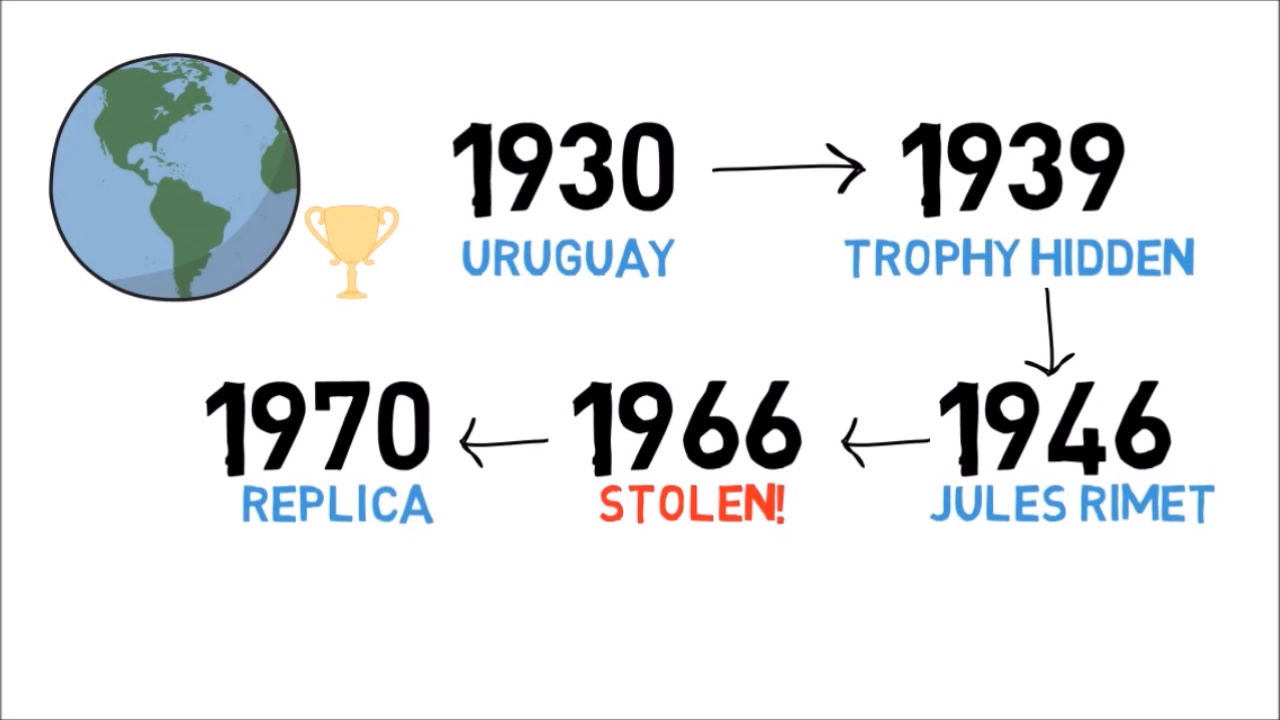 1930
URUGUAY
1939
TROPHY HIDDEN
1946
JULES RIMET
1966
STOLEN!
1970
REPLICA